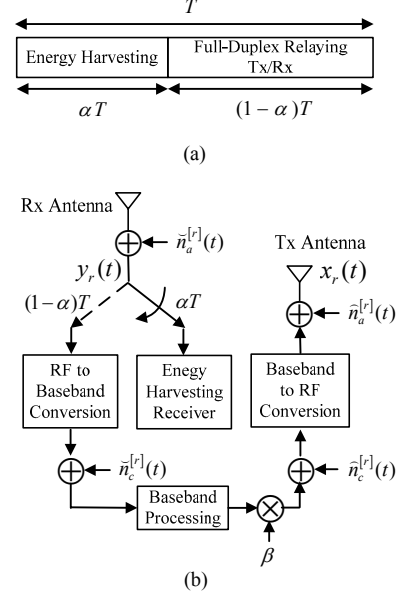 T
Energy Harvesting
Full-Duplex Relaying
Tx/Rx
αT
(1−α)T
(a)
Rx Antenna
n̆_a^{[r]}(t)
Tx Antenna
y_r(t)
x_r(t)
(1−α)T
αT
n̂_a^{[r]}(t)
RF to
Baseband
Conversion
Enegy
Harvesting
Receiver
Baseband
to RF
Conversion
n̆_c^{[r]}(t)
n̂_c^{[r]}(t)
Baseband
Processing
β
(b)